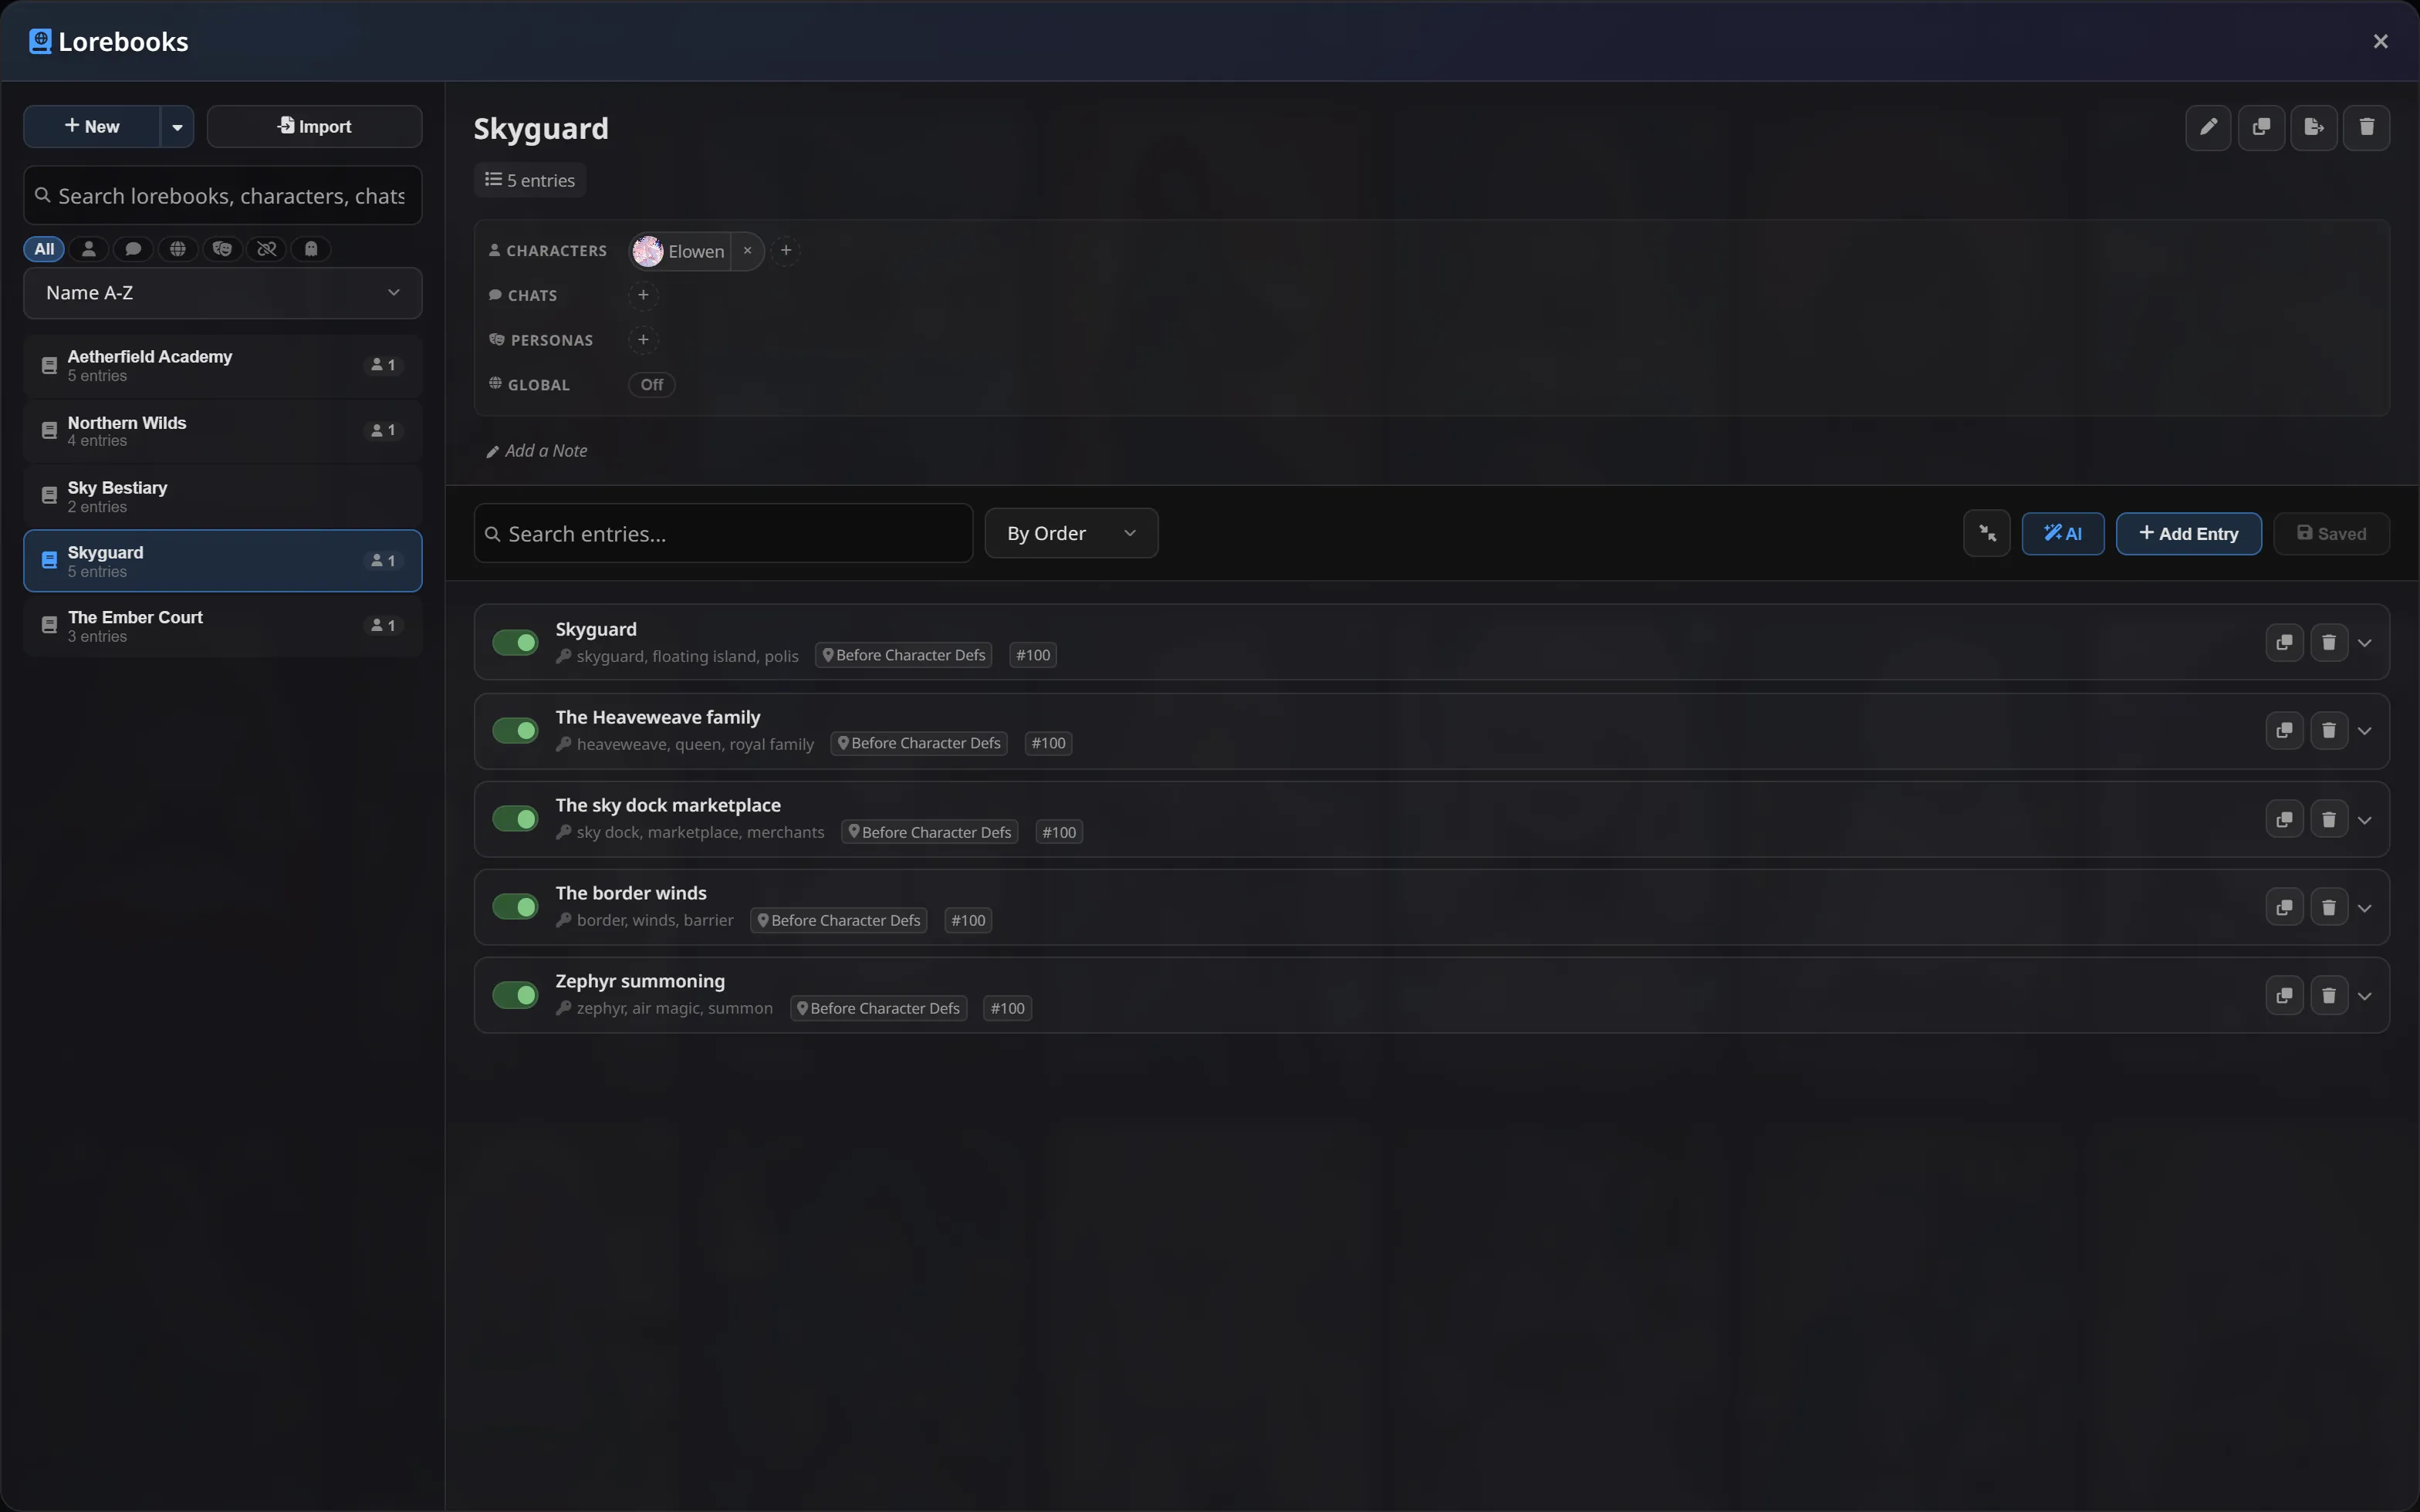 Lorebooks
New
Import
Search lorebooks, characters, chats
All
Name A-Z
Aetherfield Academy
5 entries
1
Northern Wilds
4 entries
1
Sky Bestiary
2 entries
Skyguard
5 entries
1
The Ember Court
3 entries
1
Skyguard
5 entries
CHARACTERS
Elowen
CHATS
PERSONAS
GLOBAL
Off
Add a Note
Search entries...
By Order
AI
Add Entry
Saved
Skyguard
skyguard, floating island, polis
Before Character Defs
#100
The Heaveweave family
heaveweave, queen, royal family
Before Character Defs
#100
The sky dock marketplace
sky dock, marketplace, merchants
Before Character Defs
#100
The border winds
border, winds, barrier
Before Character Defs
#100
Zephyr summoning
zephyr, air magic, summon
Before Character Defs
#100